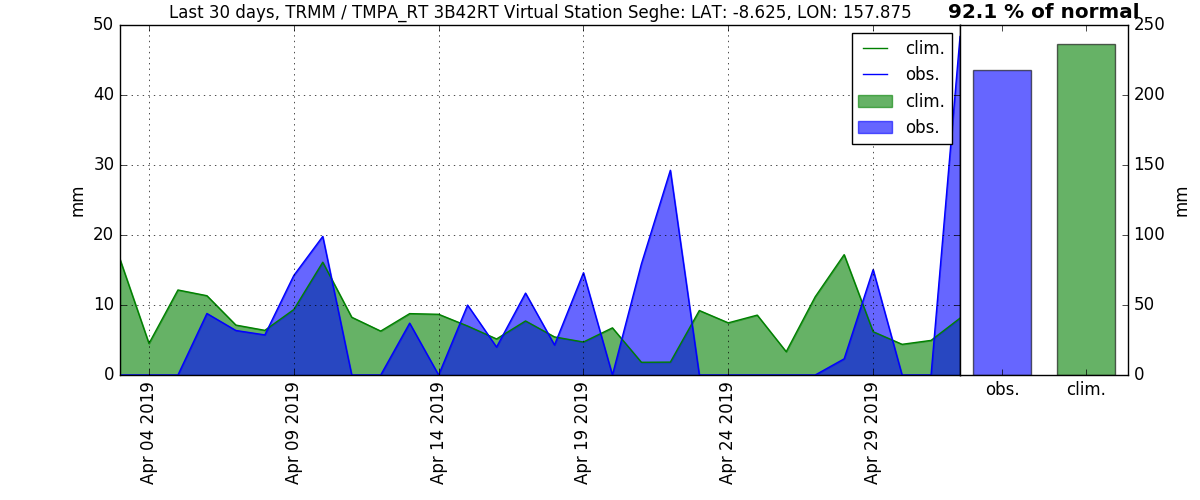 Last 30 days, TRMM / TMPA_RT 3B42RT Virtual Station Seghe: LAT: -8.625, LON: 157.875
92.1 % of normal
50
40
30
20
10
0
mm
clim.
obs.
clim.
obs.
250
200
150
100
50
0
mm
Apr 04 2019
Apr 09 2019
Apr 14 2019
Apr 19 2019
Apr 24 2019
Apr 29 2019
obs.
clim.